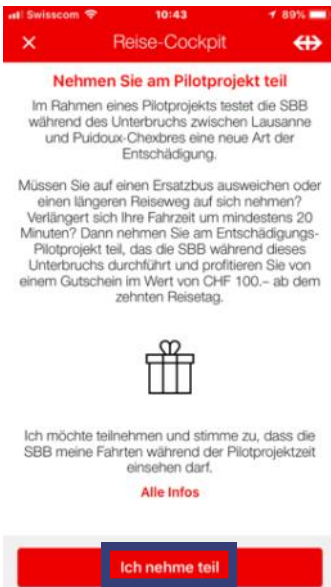 Swisscom 10:43 89%
Reise-Cockpit
Nehmen Sie am Pilotprojekt teil
Im Rahmen eines Pilotprojekts testet die SBB
während des Unterbruchs zwischen Lausanne
und Puidoux-Chexbres eine neue Art der
Entschädigung.
Müssen Sie auf einen Ersatzbus ausweichen oder
einen längeren Reiseweg auf sich nehmen?
Verlängert sich Ihre Fahrzeit um mindestens 20
Minuten? Dann nehmen Sie am Entschädigungs-
Pilotprojekt teil, das die SBB während dieses
Unterbruchs durchführt und profitieren Sie von
einem Gutschein im Wert von CHF 100.– ab dem
zehnten Reisetag.
Ich möchte teilnehmen und stimme zu, dass die
SBB meine Fahrten während der Pilotprojektzeit
einsehen darf.
Alle Infos
Ich nehme teil